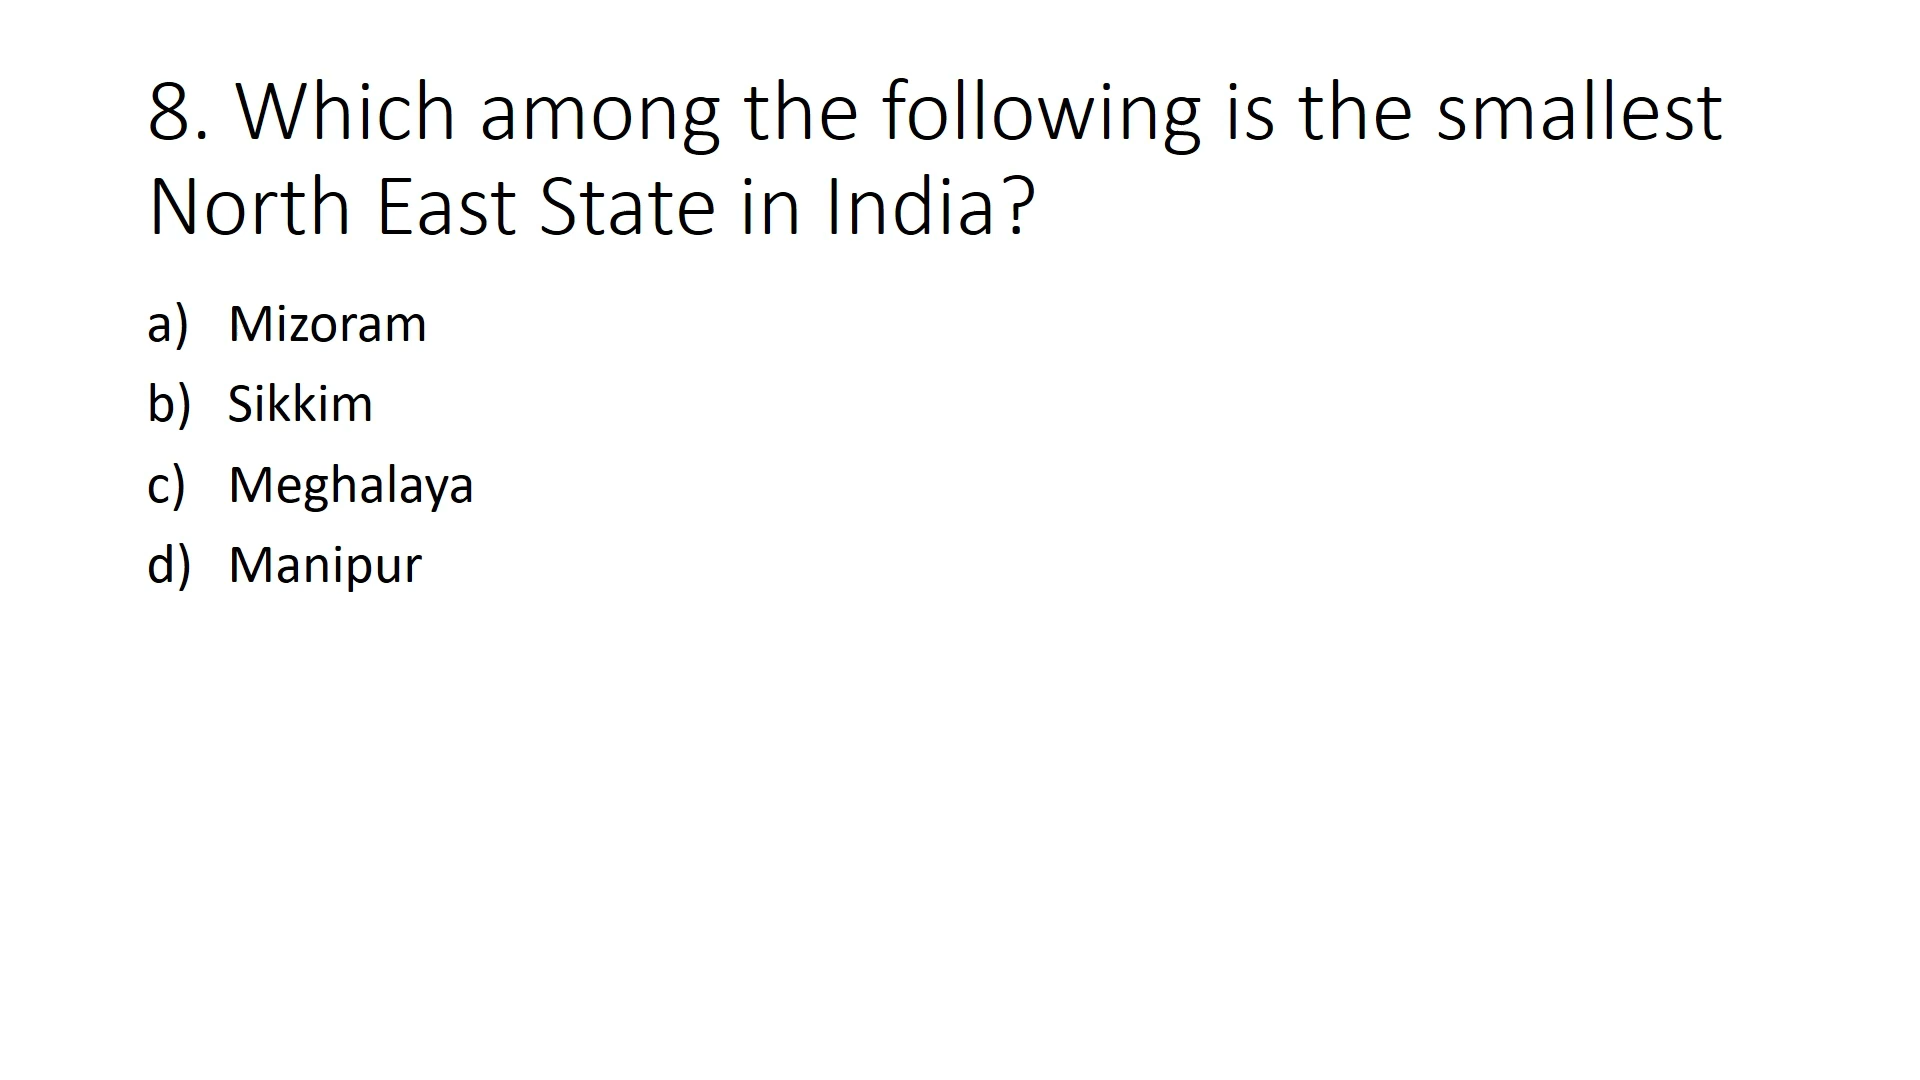 8. Which among the following is the smallest
North East State in India?
a) Mizoram
b) Sikkim
c) Meghalaya
d) Manipur